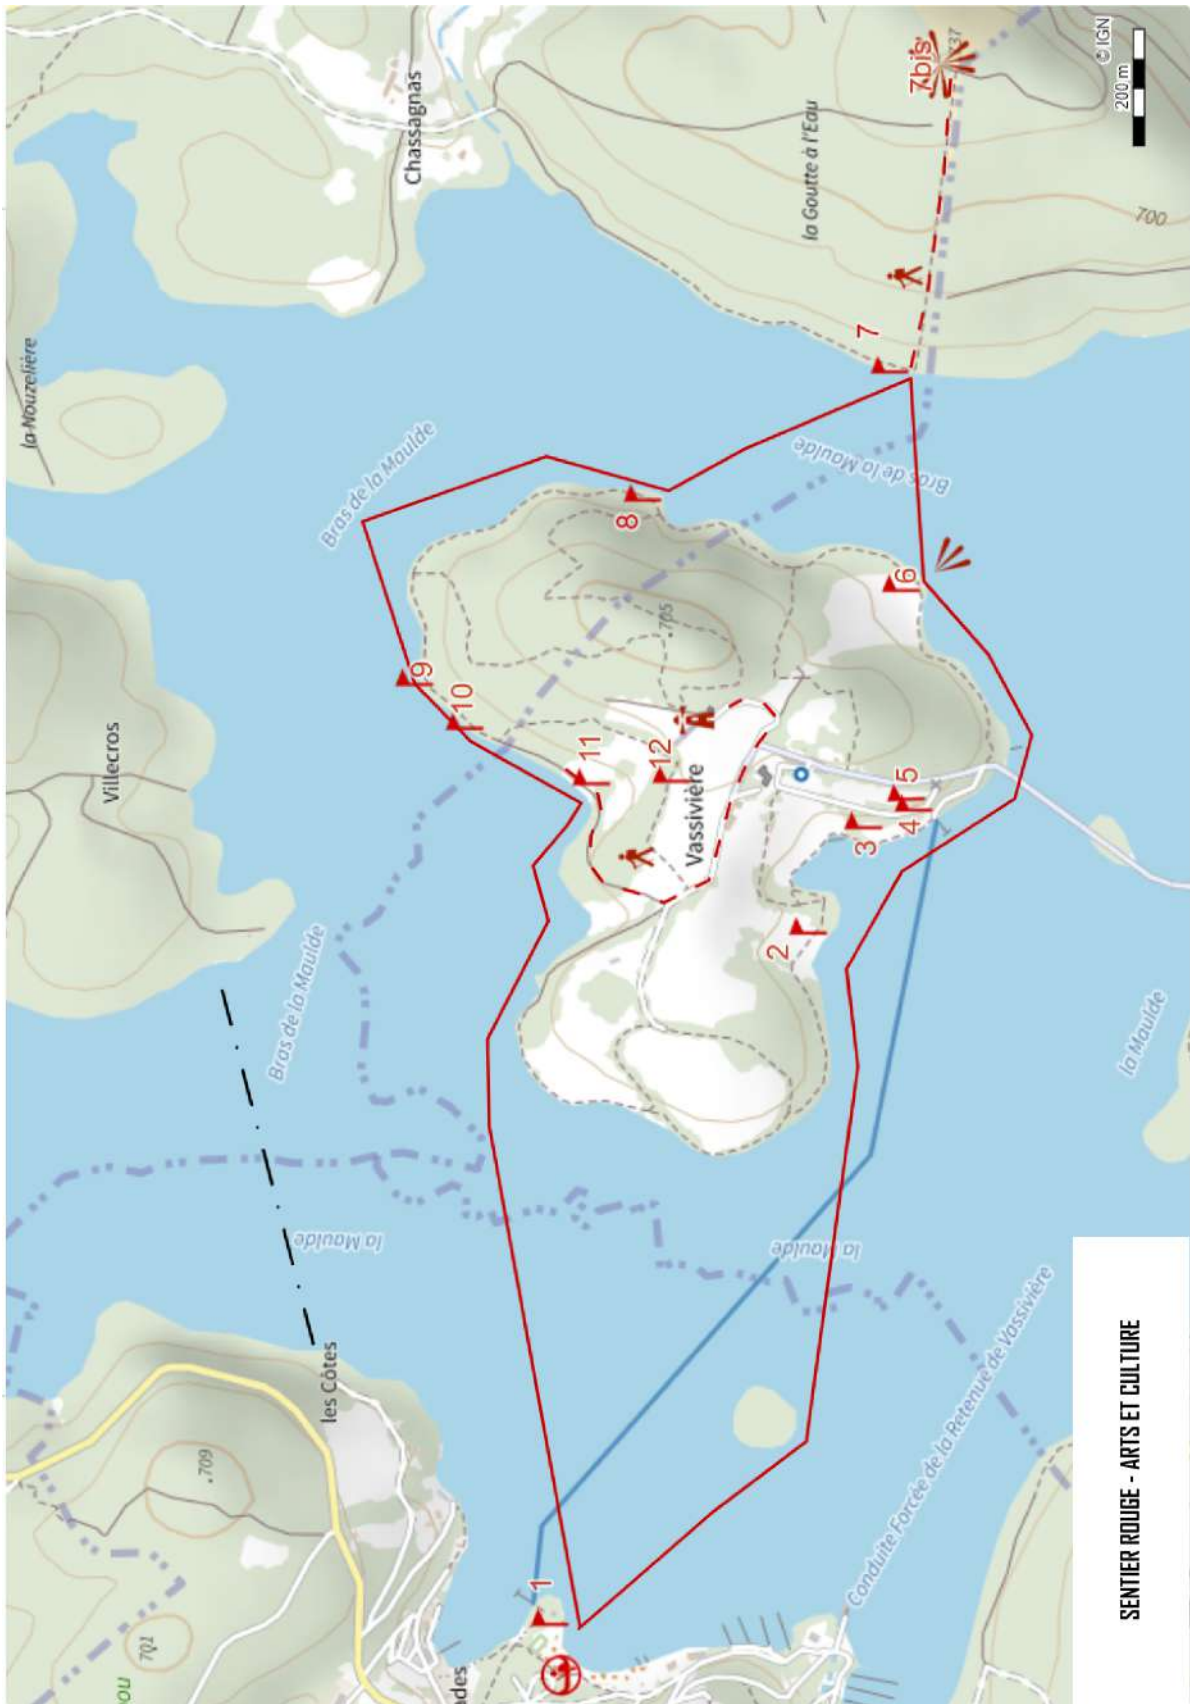 la Nouzelière
Chassagnas
la Goutte à l'Eau
7bis
737
© IGN
200 m
700
7
Bras de la Maulde
Bras de la Maulde
8
6
705
9
10
Villecros
11
12
Vassivière
5
4
3
2
Bras de la Maulde
la Maulde
la Maulde
la Maulde
les Côtes
709
Conduite Forcée de la Retenue de Vassivière
1
701
SENTIER ROUGE - ARTS ET CULTURE